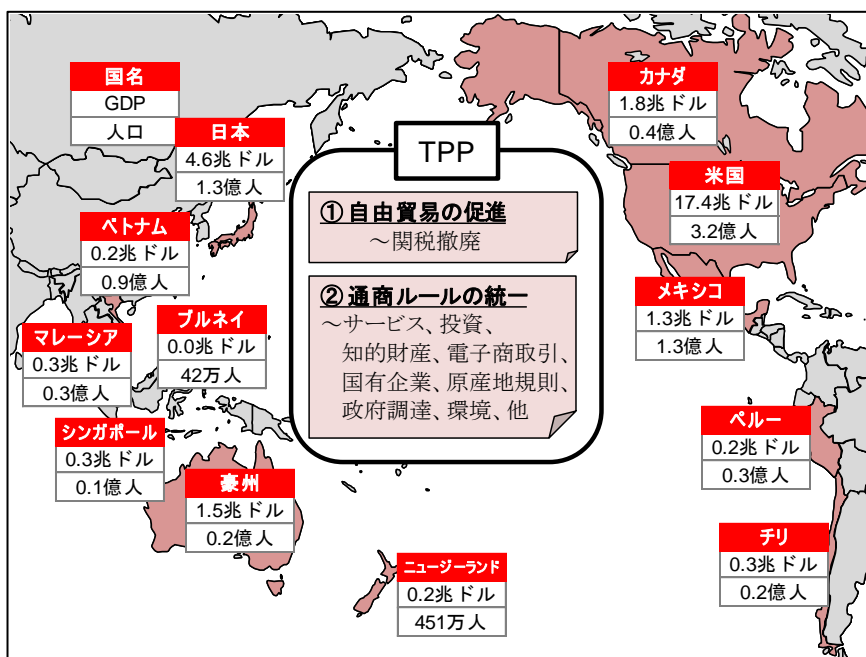 国名
GDP
人口
日本
4.6兆ドル
1.3億人
ベトナム
0.2兆ドル
0.9億人
マレーシア
0.3兆ドル
0.3億人
ブルネイ
0.0兆ドル
42万人
シンガポール
0.3兆ドル
0.1億人
豪州
1.5兆ドル
0.2億人
ニュージーランド
0.2兆ドル
451万人
TPP
① 自由貿易の促進
～関税撤廃
② 通商ルールの統一
～サービス、投資、
知的財産、電子商取引、
国有企業、原産地規則、
政府調達、環境、他
カナダ
1.8兆ドル
0.4億人
米国
17.4兆ドル
3.2億人
メキシコ
1.3兆ドル
1.3億人
ペルー
0.2兆ドル
0.3億人
チリ
0.3兆ドル
0.2億人